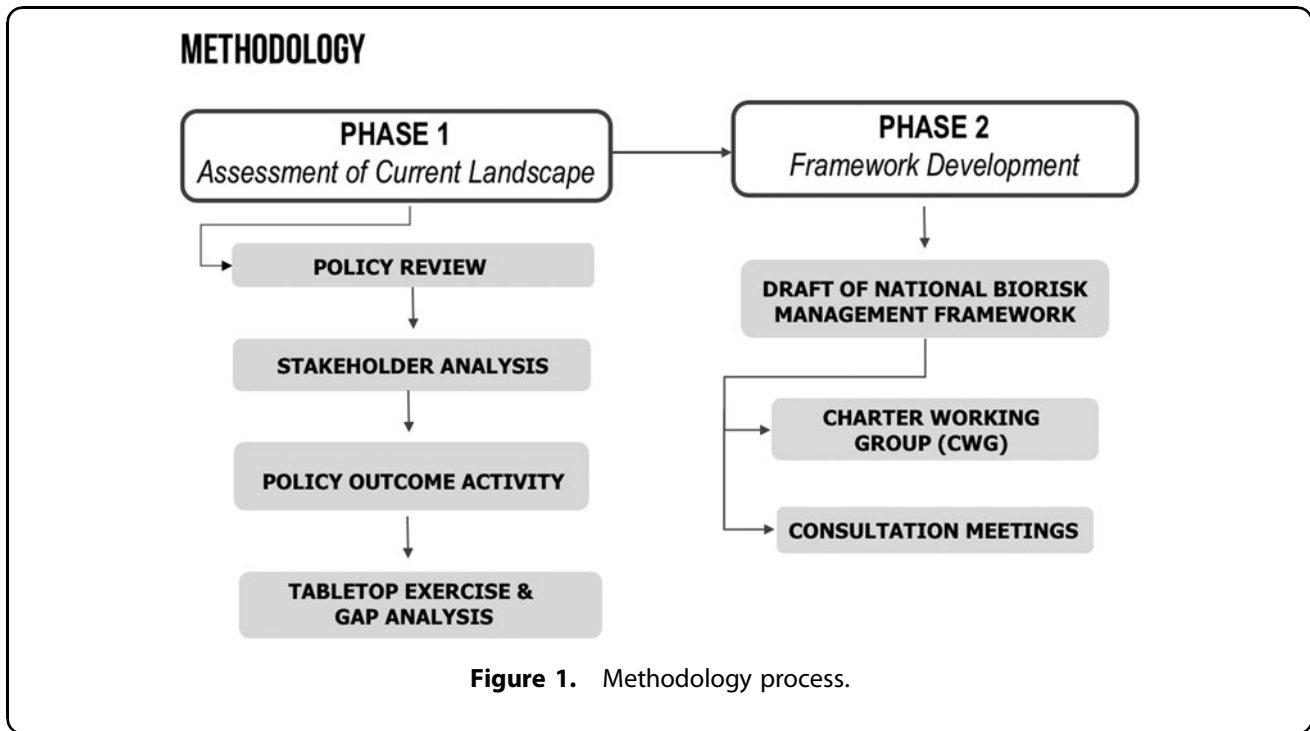 METHODOLOGY
PHASE 1
Assessment of Current Landscape
POLICY REVIEW
STAKEHOLDER ANALYSIS
POLICY OUTCOME ACTIVITY
TABLETOP EXERCISE &
GAP ANALYSIS
PHASE 2
Framework Development
DRAFT OF NATIONAL BIORISK
MANAGEMENT FRAMEWORK
CHARTER WORKING
GROUP (CWG)
CONSULTATION MEETINGS
Figure 1. Methodology process.